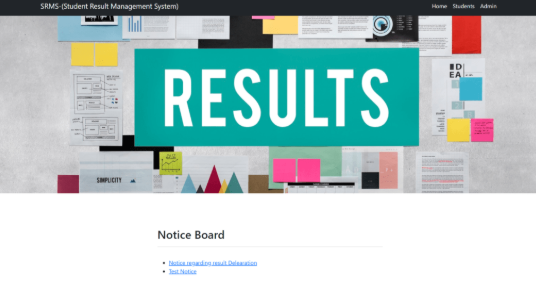 SRMS-(Student Result Management System)
Home Students Admin
RESULTS
SIMPLICITY
Notice Board
Notice regarding result Delearation
Test Notice